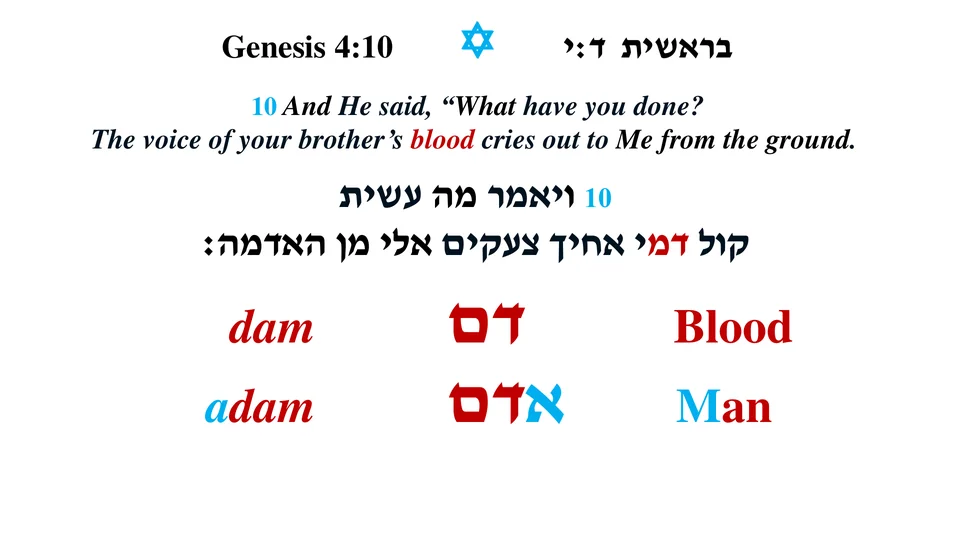 Genesis 4:10 ✡ בראשית ד:י
10 And He said, “What have you done?
The voice of your brother’s blood cries out to Me from the ground.
10 ויאמר מה עשית
קול דמי אחיך צעקים אלי מן האדמה:
dam דם Blood
adam אדם Man